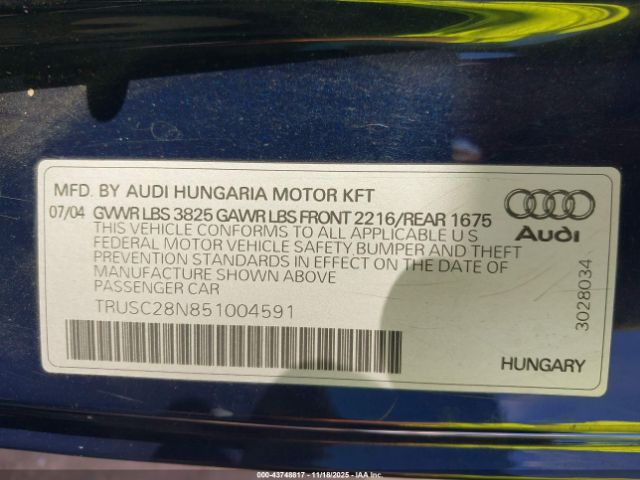 MFD. BY AUDI HUNGARIA MOTOR KFT
07/04 GVWR LBS 3825 GAWR LBS FRONT 2216/REAR 1675
THIS VEHICLE CONFORMS TO ALL APPLICABLE U S
FEDERAL MOTOR VEHICLE SAFETY, BUMPER AND THEFT
PREVENTION STANDARDS IN EFFECT ON THE DATE OF
MANUFACTURE SHOWN ABOVE
PASSENGER CAR
TRUSC28N851004591
Audi
3028034
HUNGARY
000-43748817 - 11/18/2025 - IAA, Inc.